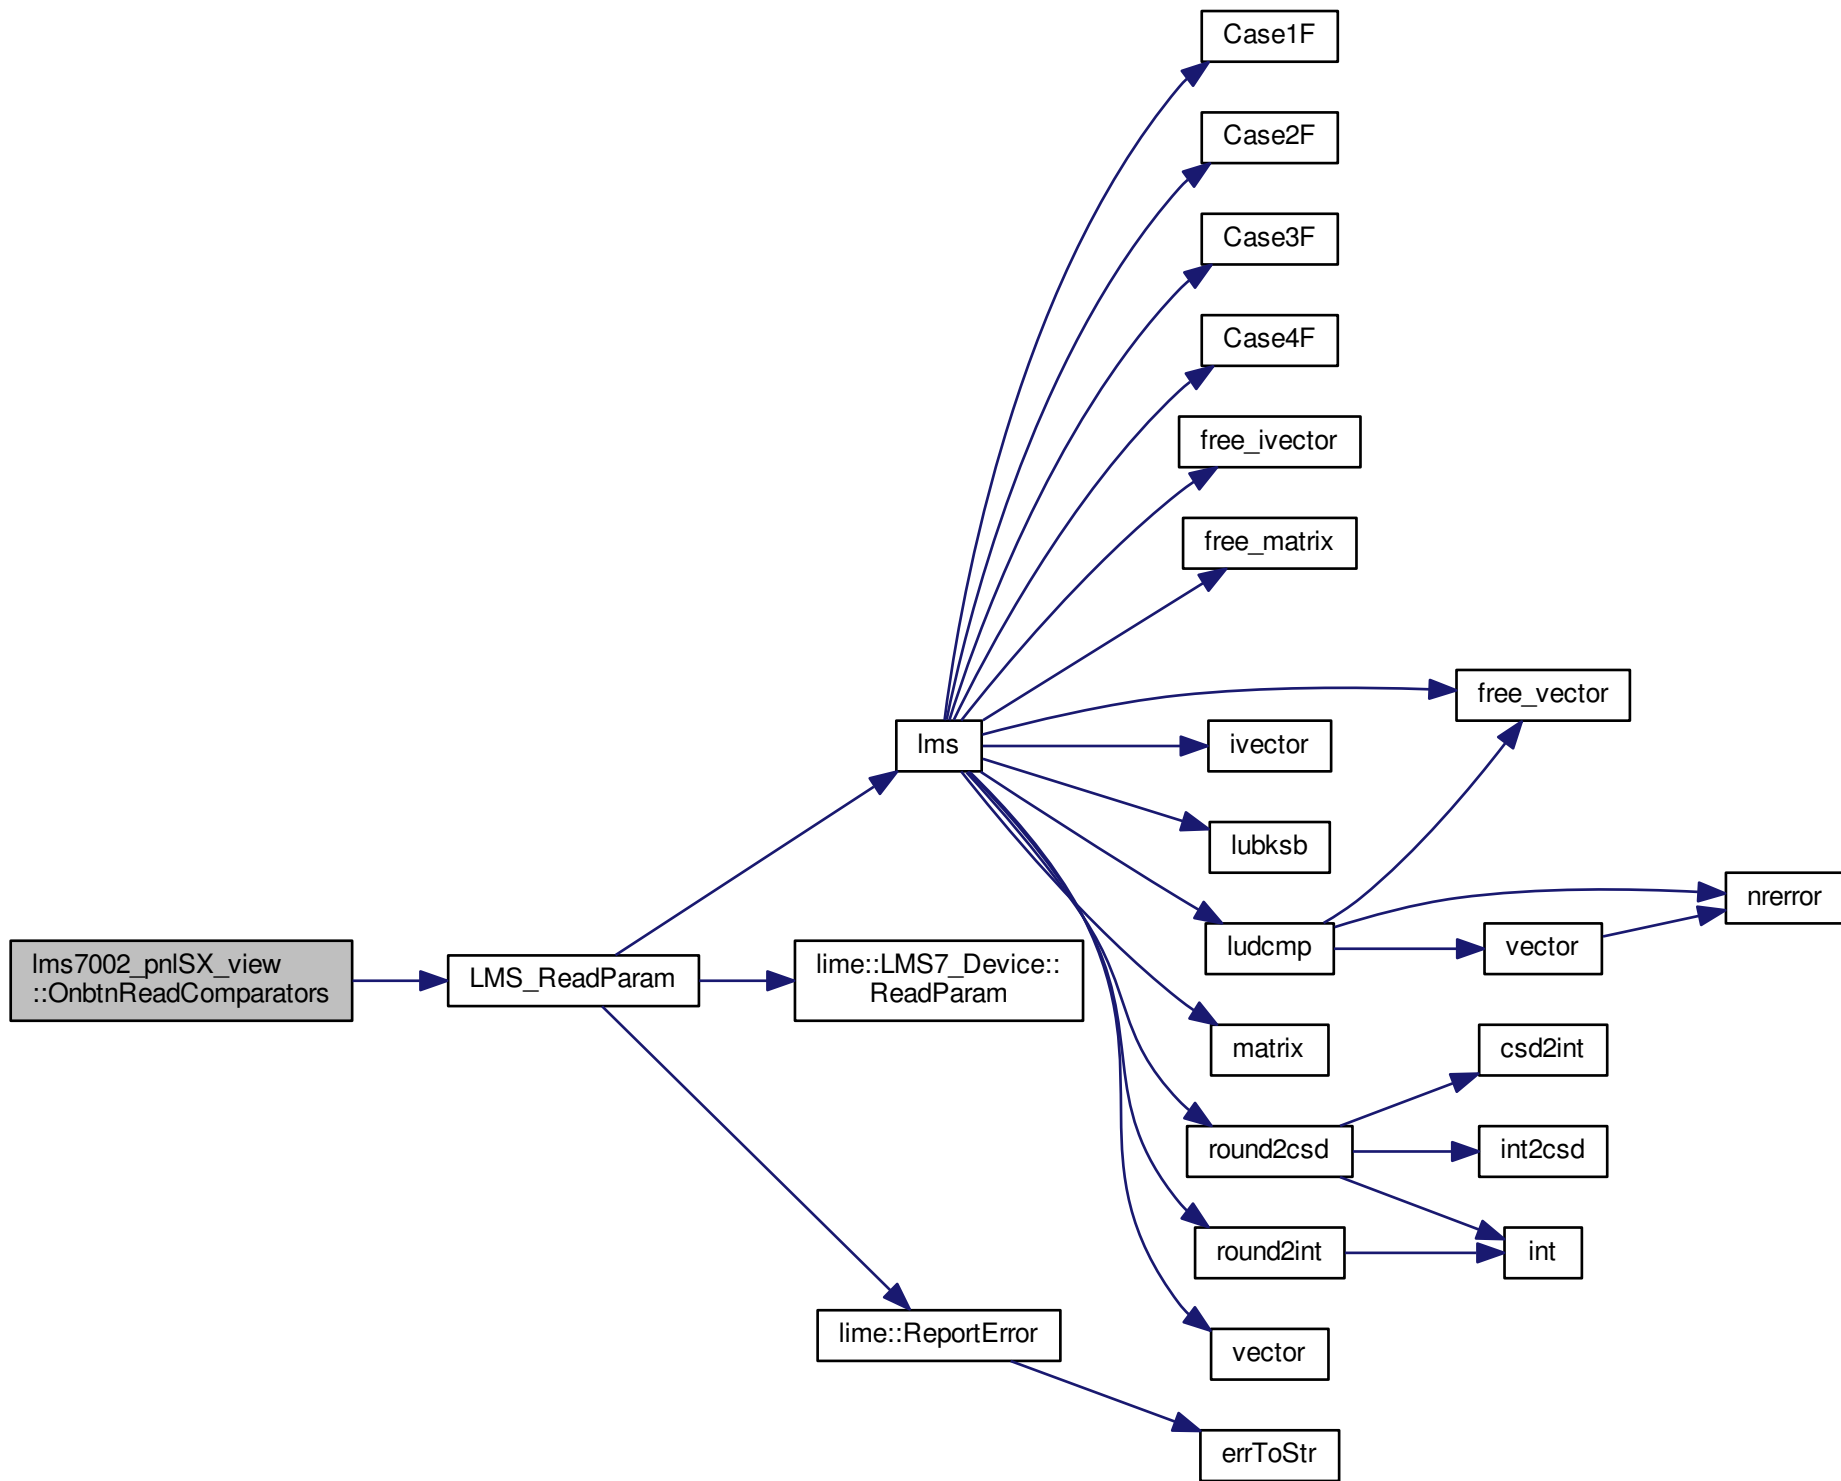 Case1F
Case2F
Case3F
Case4F
free_ivector
free_matrix
free_vector
lms
ivector
lubksb
nrerror
ludcmp
vector
lms7002_pnlSX_view
::OnbtnReadComparators
LMS_ReadParam
lime::LMS7_Device::
ReadParam
matrix
csd2int
round2csd
int2csd
round2int
int
lime::ReportError
vector
errToStr